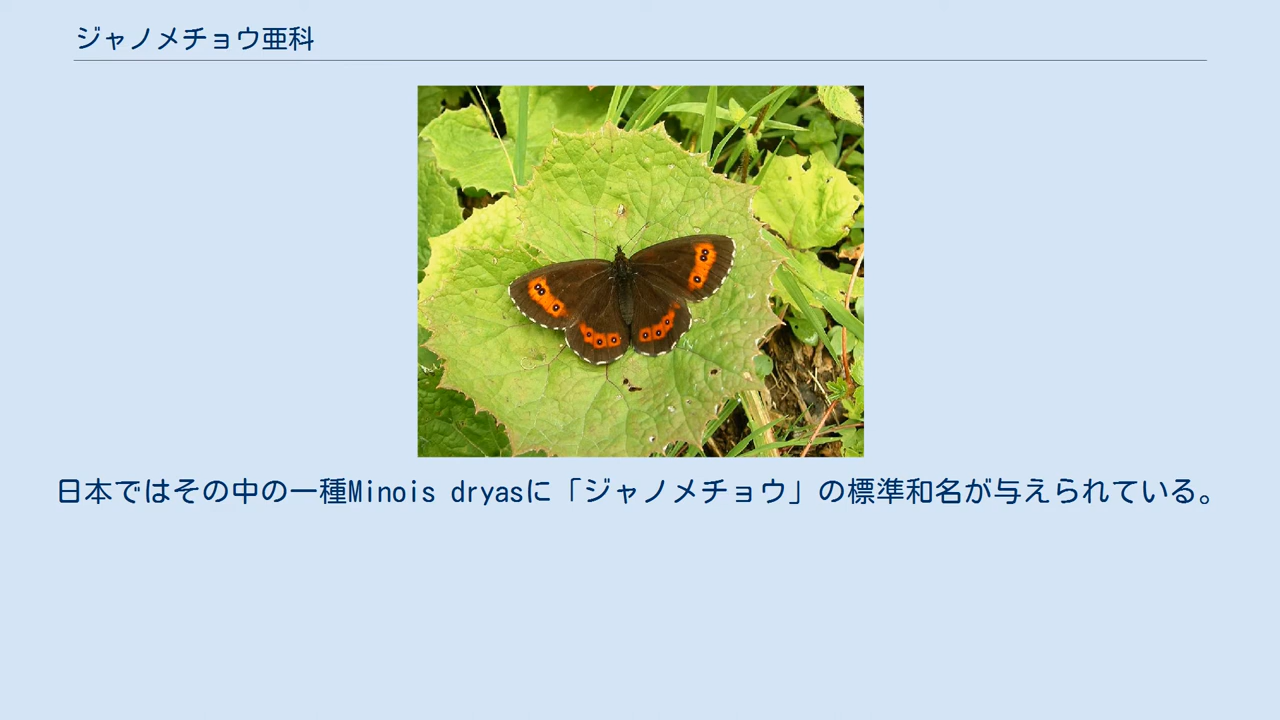 ジャノメチョウ亜科
日本ではその中の一種Minois dryasに「ジャノメチョウ」の標準和名が与えられている。